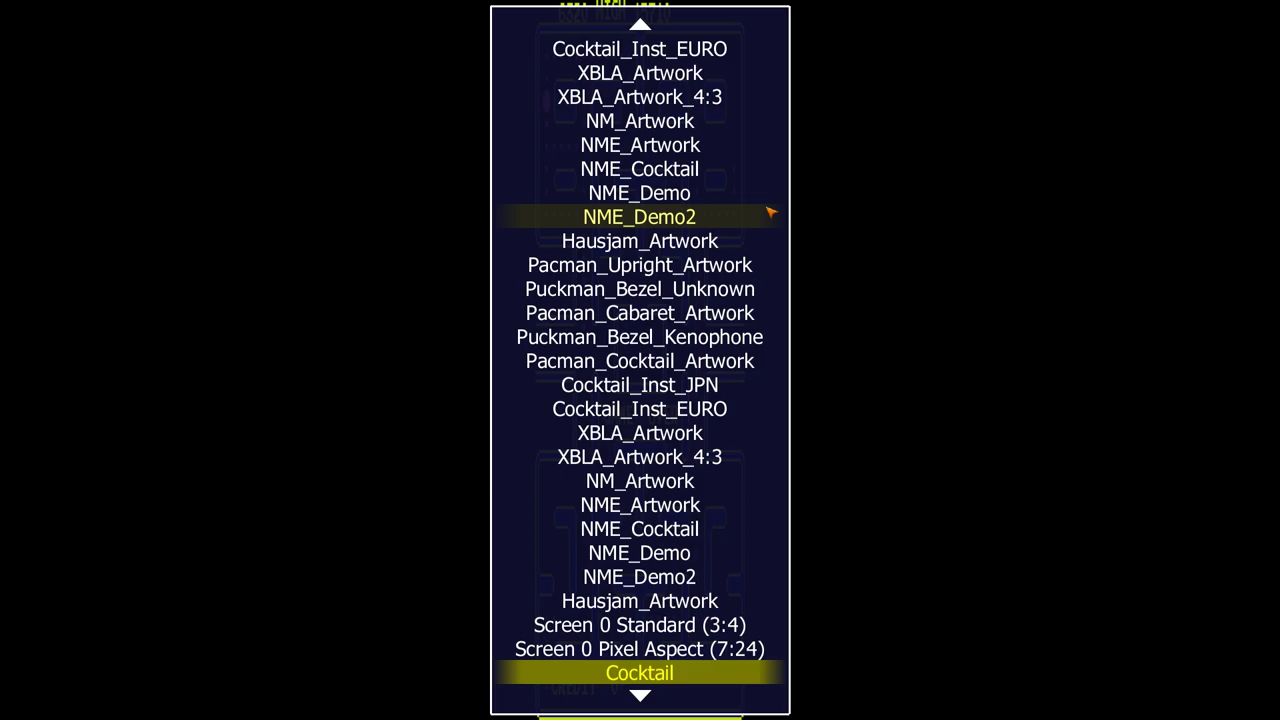 Cocktail_Inst_EURO
XBLA_Artwork
XBLA_Artwork_4:3
NM_Artwork
NME_Artwork
NME_Cocktail
NME_Demo
NME_Demo2
Hausjam_Artwork
Pacman_Upright_Artwork
Puckman_Bezel_Unknown
Pacman_Cabaret_Artwork
Puckman_Bezel_Kenophone
Pacman_Cocktail_Artwork
Cocktail_Inst_JPN
Cocktail_Inst_EURO
XBLA_Artwork
XBLA_Artwork_4:3
NM_Artwork
NME_Artwork
NME_Cocktail
NME_Demo
NME_Demo2
Hausjam_Artwork
Screen 0 Standard (3:4)
Screen 0 Pixel Aspect (7:24)
Cocktail